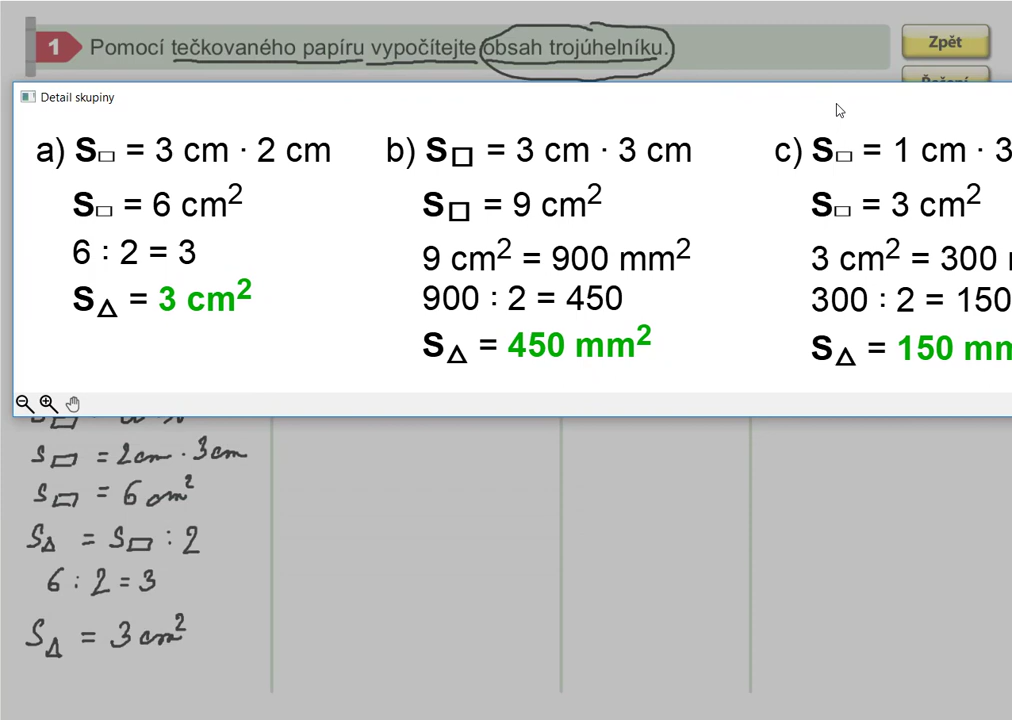 1 Pomocí tečkovaného papíru vypočítejte obsah trojúhelníku.
Zpět
Řešení
Detail skupiny
a) S▭ = 3 cm · 2 cm
S▭ = 6 cm²
6 : 2 = 3
S△ = 3 cm²
b) S□ = 3 cm · 3 cm
S□ = 9 cm²
9 cm² = 900 mm²
900 : 2 = 450
S△ = 450 mm²
c) S▭ = 1 cm · 3
S▭ = 3 cm²
3 cm² = 300
300 : 2 = 150
S△ = 150 mm
S▭ = 2cm · 3cm
S▭ = 6 cm²
S△ = S▭ : 2
6 : 2 = 3
S△ = 3 cm²